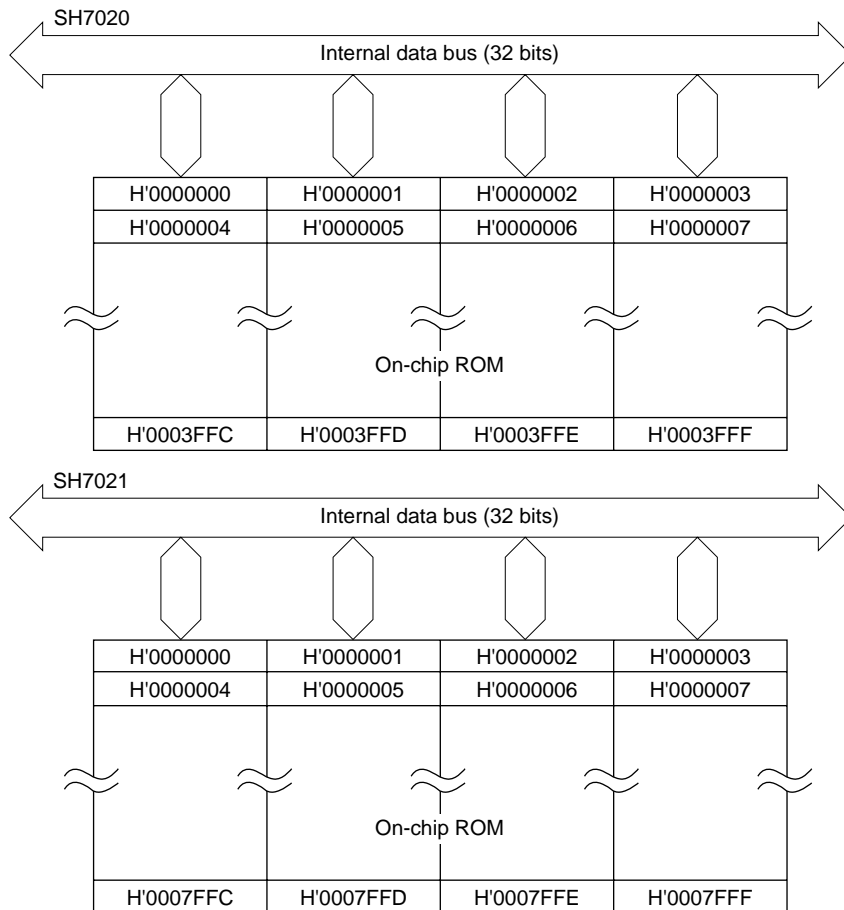 SH7020
Internal data bus (32 bits)
H'0000000 H'0000001 H'0000002 H'0000003
H'0000004 H'0000005 H'0000006 H'0000007
On-chip ROM
H'0003FFC H'0003FFD H'0003FFE H'0003FFF
SH7021
Internal data bus (32 bits)
H'0000000 H'0000001 H'0000002 H'0000003
H'0000004 H'0000005 H'0000006 H'0000007
On-chip ROM
H'0007FFC H'0007FFD H'0007FFE H'0007FFF